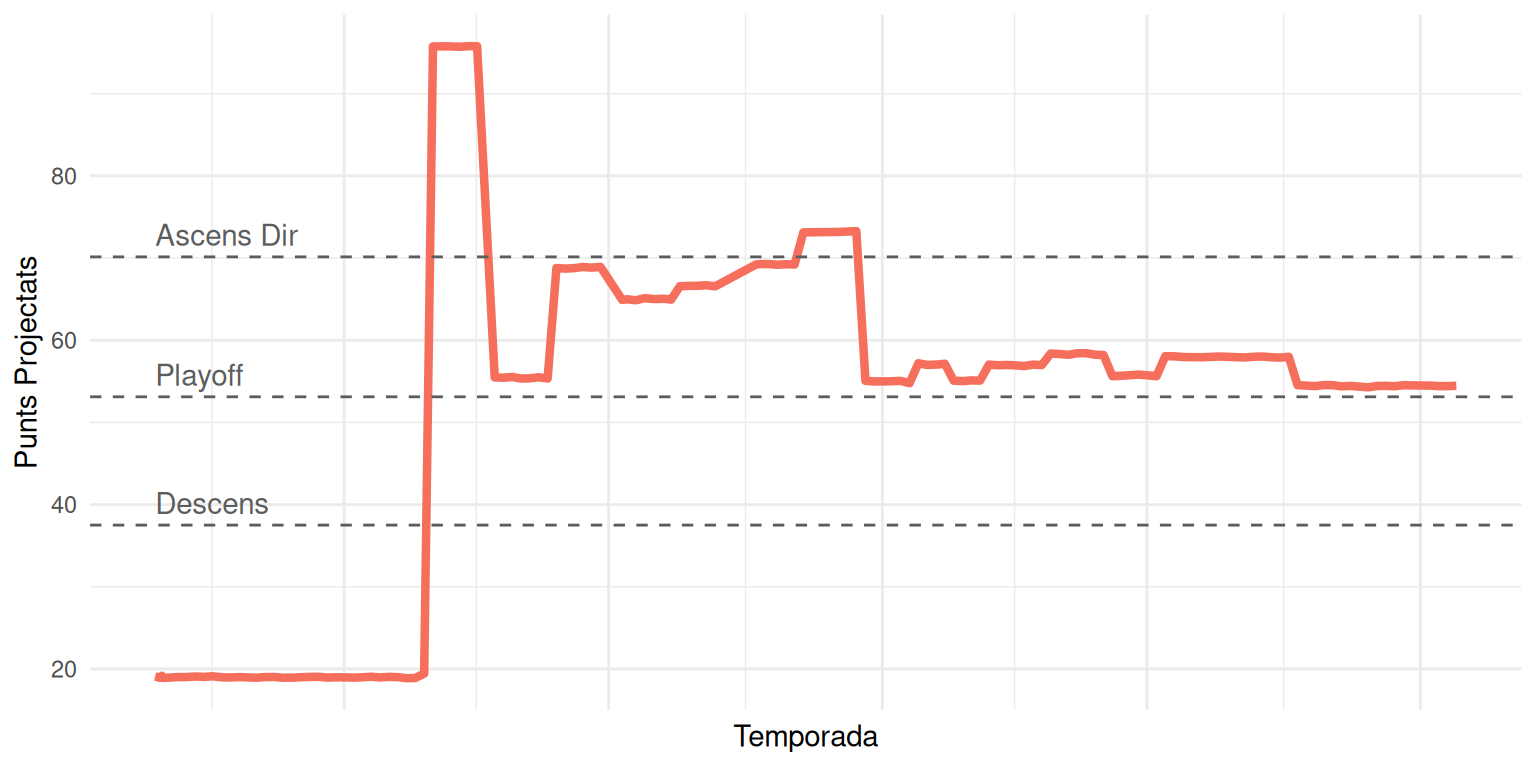 80
Ascens Dir
60
Playoff
40
Descens
20
Punts Projectats
Temporada